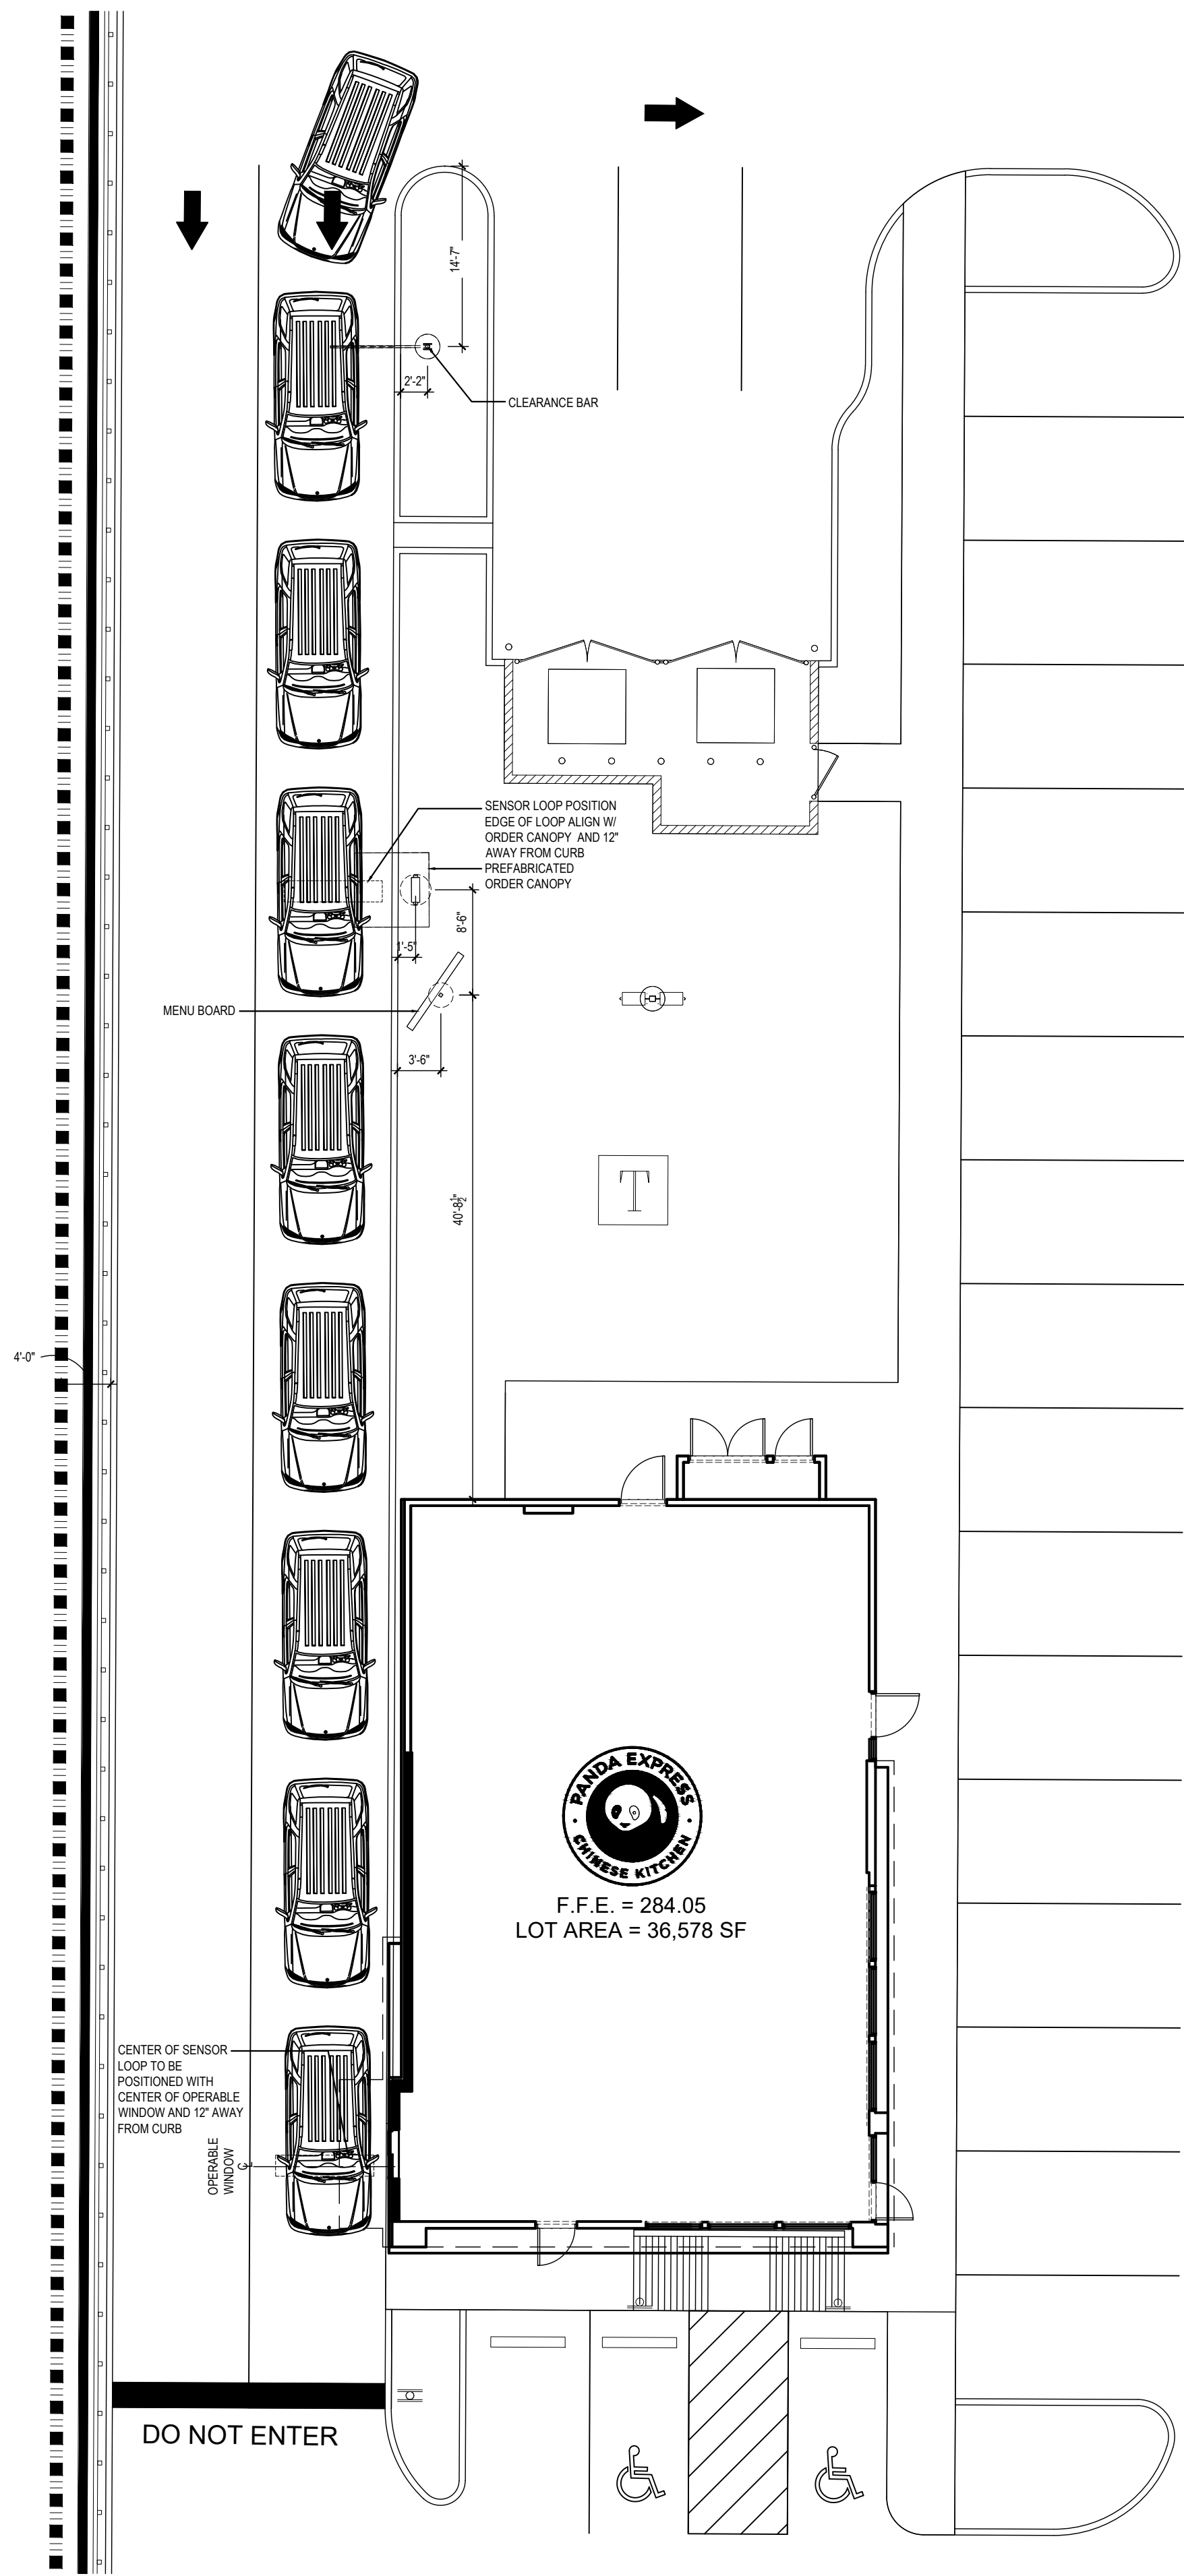 14'-7"
2'-2"
CLEARANCE BAR
SENSOR LOOP POSITION
EDGE OF LOOP ALIGN W/
ORDER CANOPY AND 12"
AWAY FROM CURB
PREFABRICATED
ORDER CANOPY
8'-6"
1'-5"
MENU BOARD
3'-6"
T
40'-8½"
4'-0"
PANDA EXPRESS
CHINESE KITCHEN
F.F.E. = 284.05
LOT AREA = 36,578 SF
CENTER OF SENSOR
LOOP TO BE
POSITIONED WITH
CENTER OF OPERABLE
WINDOW AND 12" AWAY
FROM CURB
OPERABLE
WINDOW
DO NOT ENTER